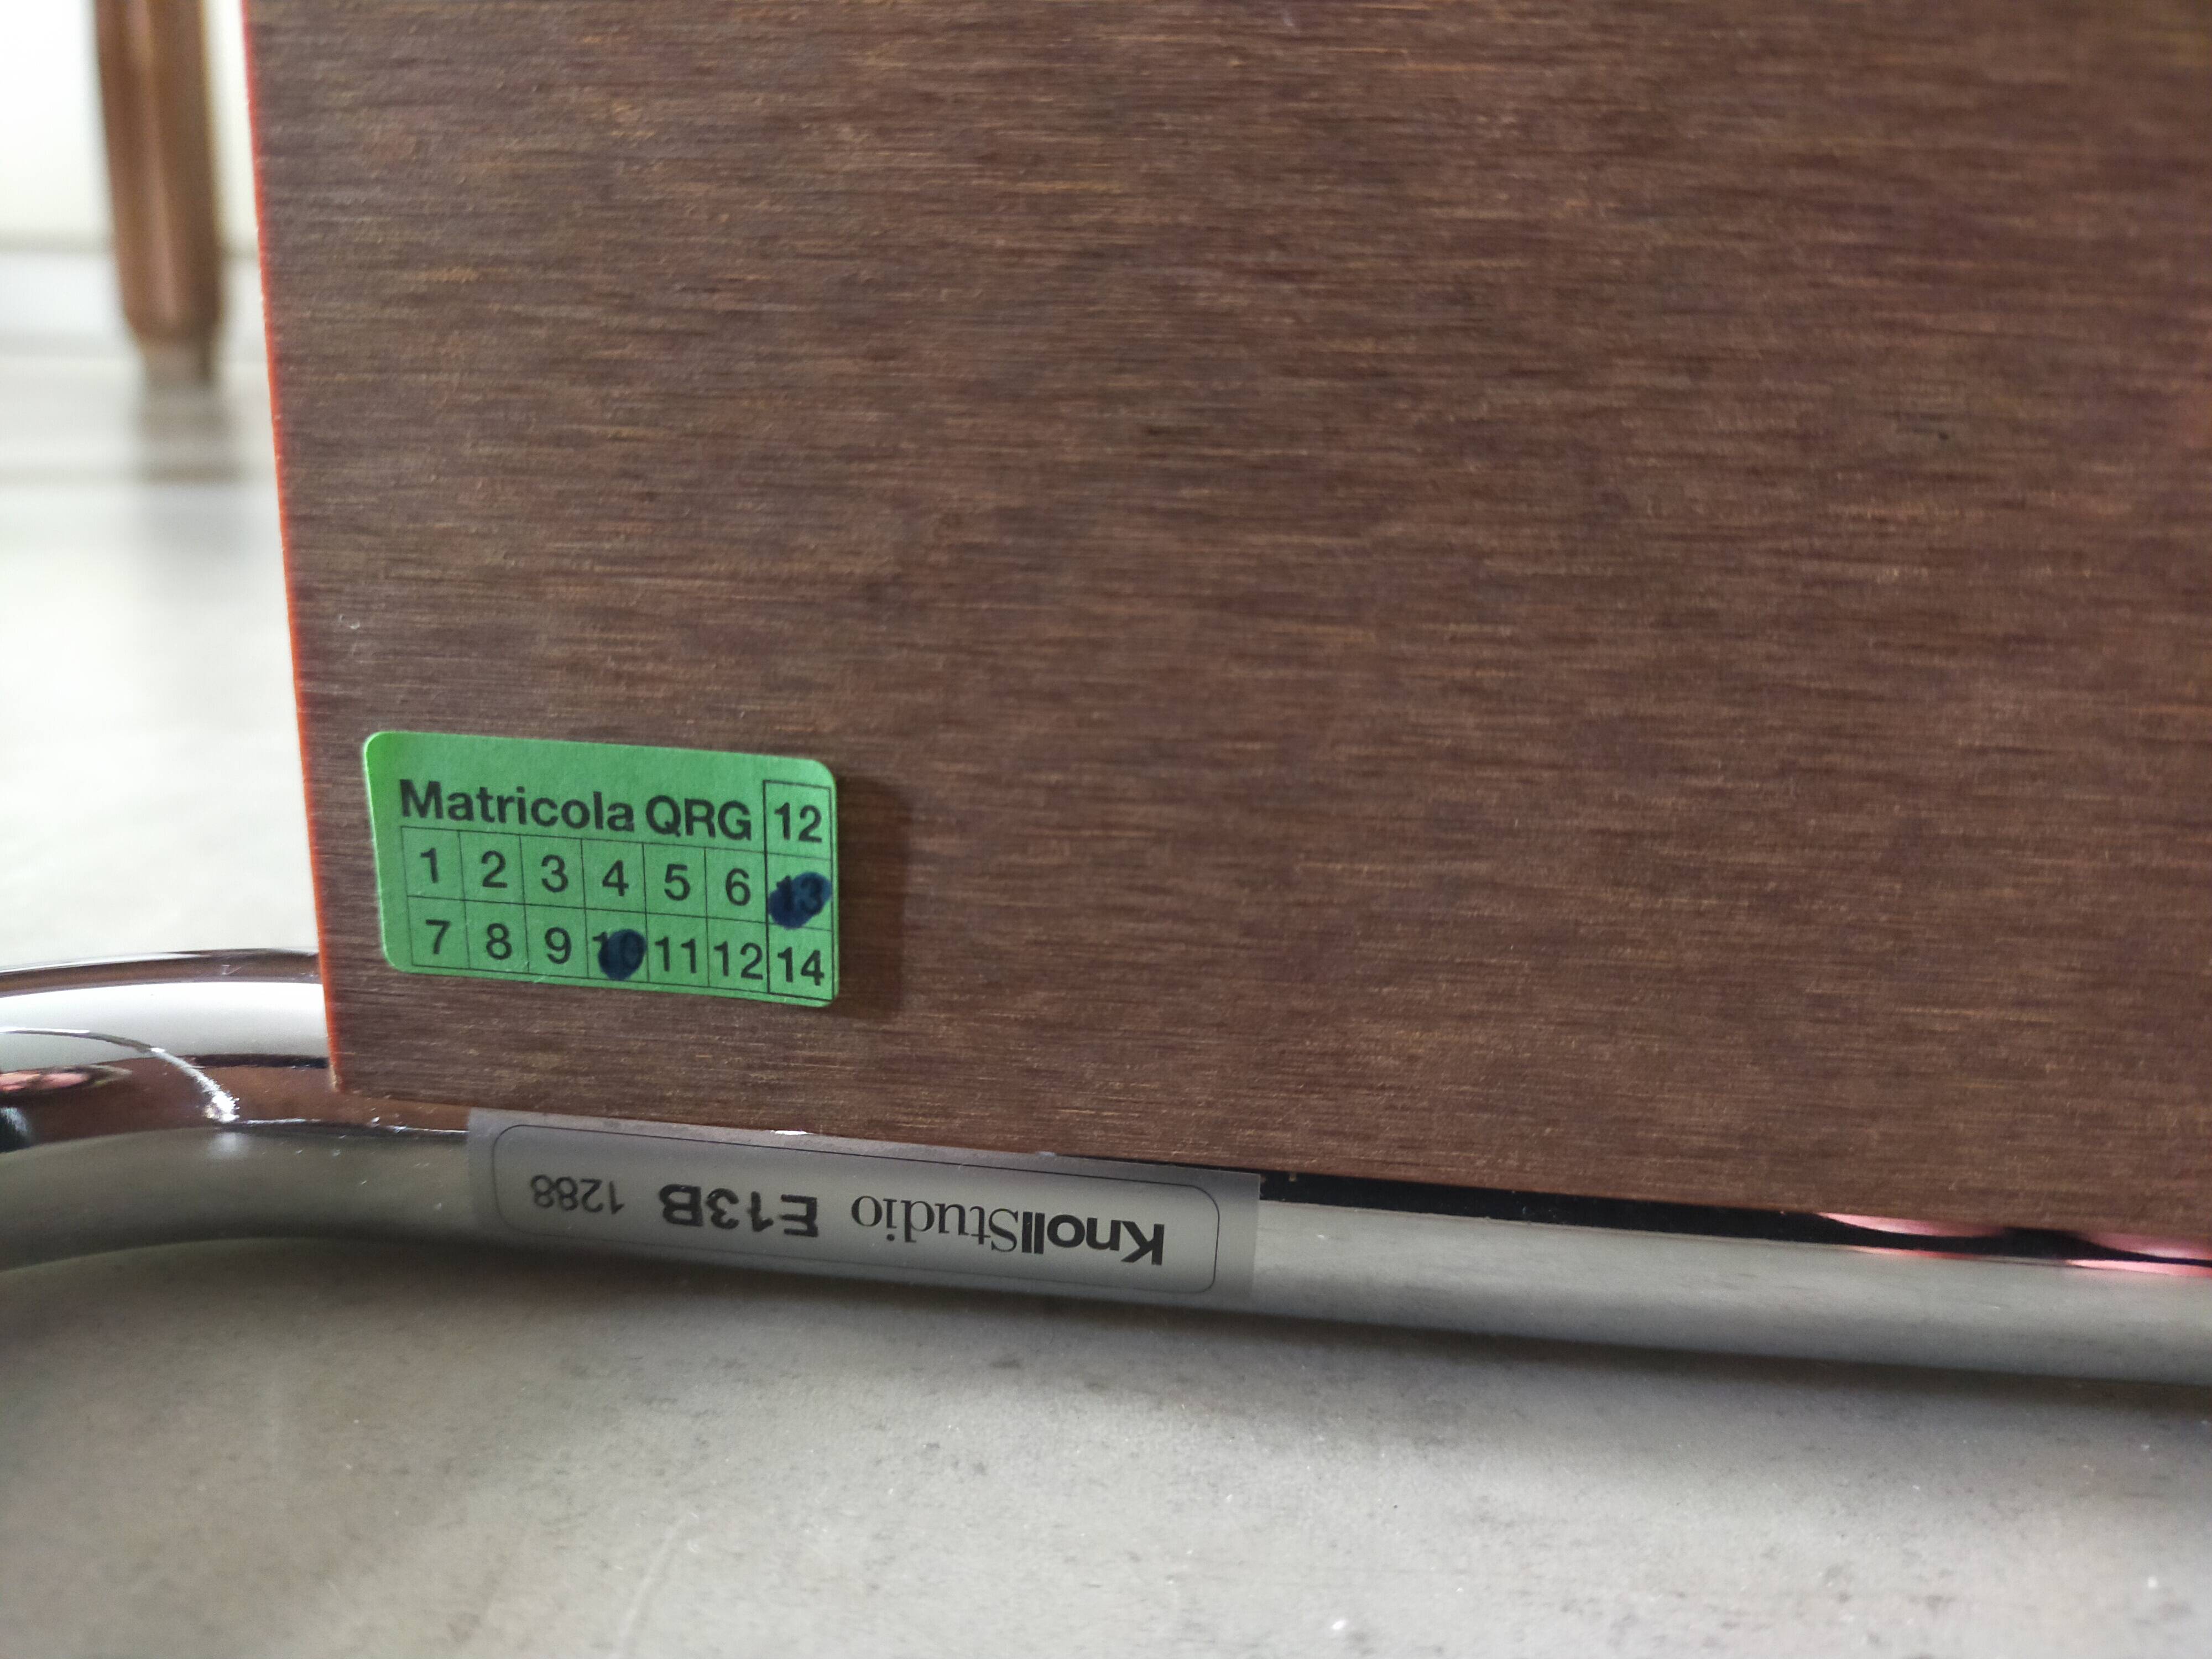 Matricola QRG 12
1 2 3 4 5 6 13
7 8 9 10 11 12 14
KnollStudio E13B 1288